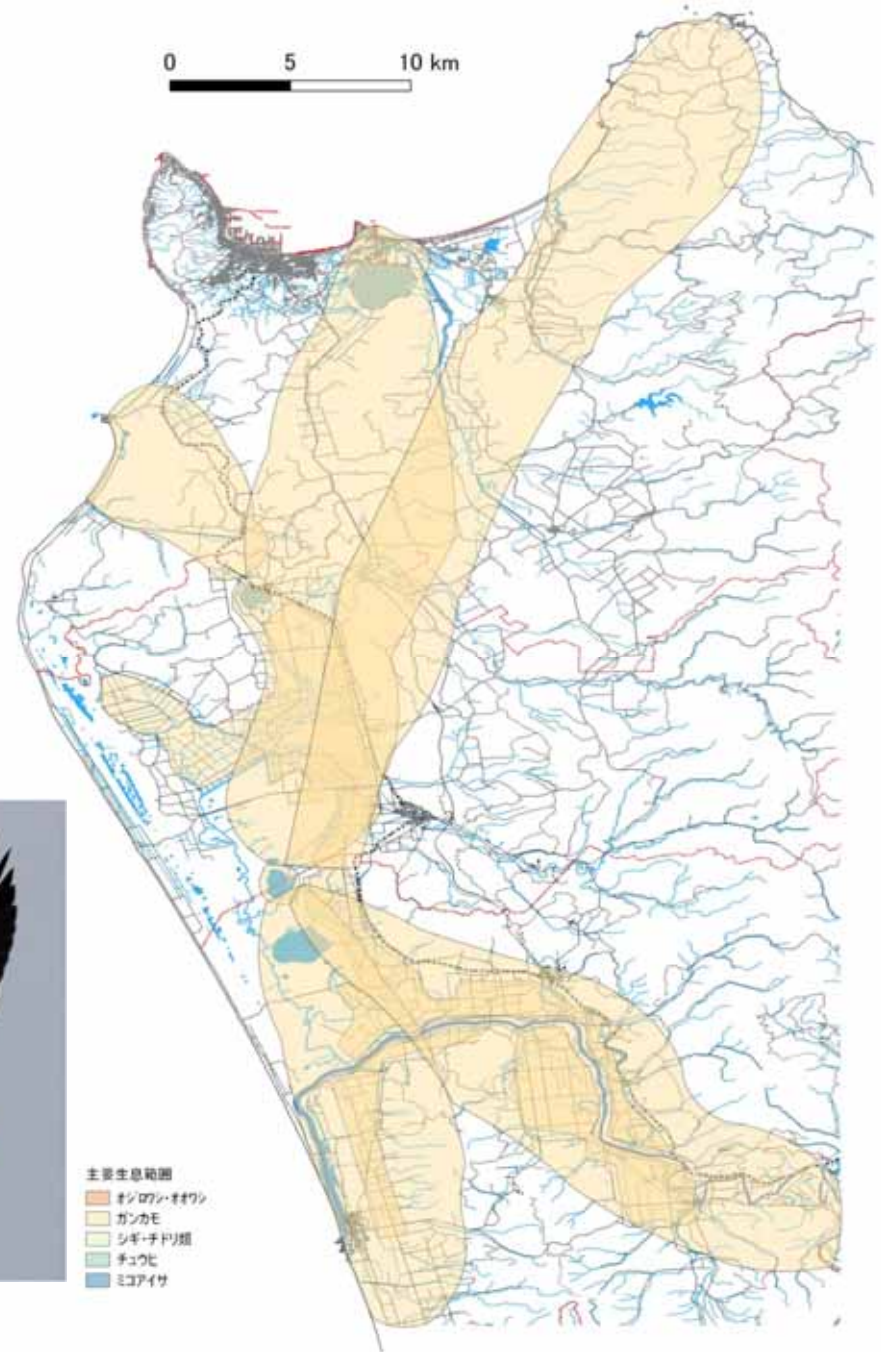 0 5 10 km
主要生息範囲
オジロワシ・オオワシ
ガンカモ
シギ・チドリ類
チュウヒ
ミコアイサ